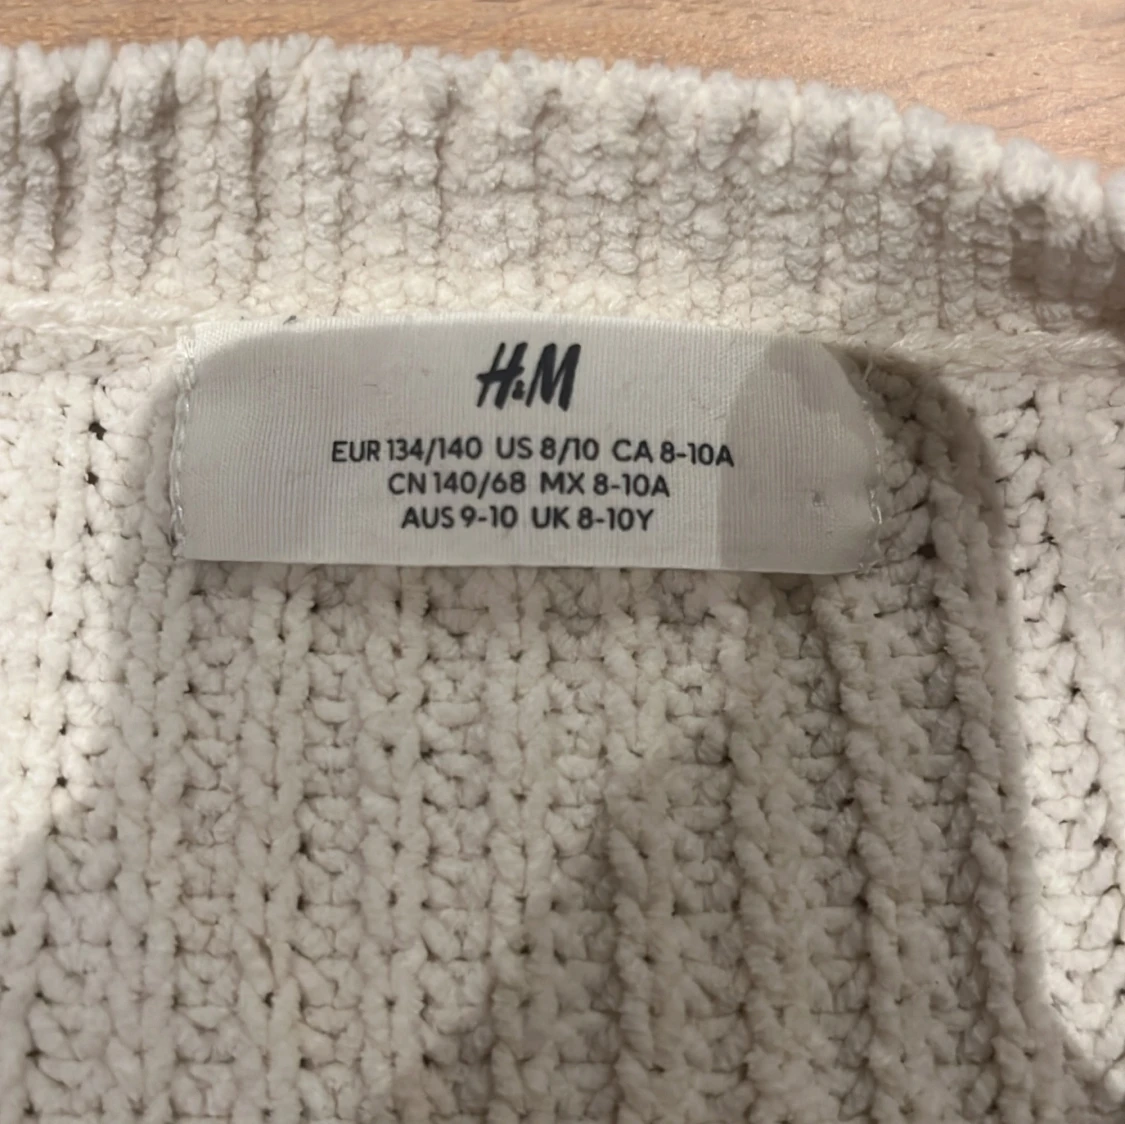 H&M
EUR 134/140 US 8/10 CA 8-10A
CN 140/68 MX 8-10A
AUS 9-10 UK 8-10Y